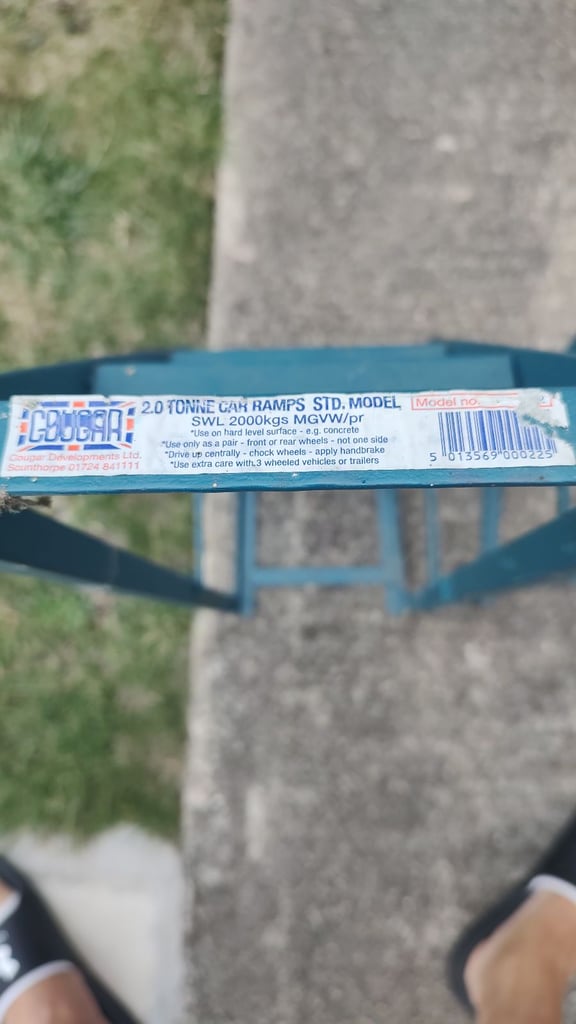 COUGAR
2.0 TONNE CAR RAMPS STD. MODEL
SWL 2000kgs MGVW/pr
*Use on hard level surface - e.g. concrete
*Use only as a pair - front or rear wheels - not one side
*Drive up centrally - chock wheels - apply handbrake
*Use extra care with 3 wheeled vehicles or trailers
Cougar Developments Ltd.
Scunthorpe 01724 841111
Model no.
5 013569 000225